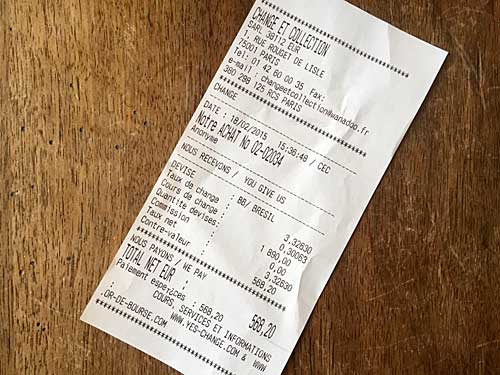 CHANGE ET COLLECTION
SARL 38112 EUR
1, RUE ROUGET DE LISLE
75001 PARIS
Tel: 01 42 60 00 35 Fax:
e-mail : changeetcollection@wanadoo.fr
380 298 125 RCS PARIS
****************************************
CHANGE
----------------------------------------
DATE : 18/02/2015 15:36:48 / CEC
Notre ACHAT No 02-02034
Anonyme
----------------------------------------
NOUS RECEVONS / YOU GIVE US
----------------------------------------
DEVISE : BB/ BRESIL
Taux de change : 3,32630
Cours de change : 0,30063
Quantite devises: 1 890,00
Commission : 0,00
Taux net : 3,32630
Contre-valeur : 568,20
****************************************
NOUS PAYONS / WE PAY
TOTAL NET EUR : 568,20
Paiement especes : 568,20
****************************************
COURS, SERVICES ET INFORMATIONS
: WWW.YES-CHANGE.COM & WWW
.OR-DE-BOURSE.COM